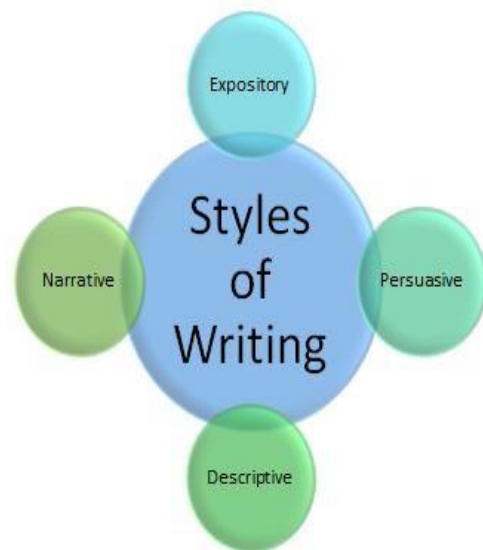 Expository
Styles
of
Writing
Narrative
Persuasive
Descriptive